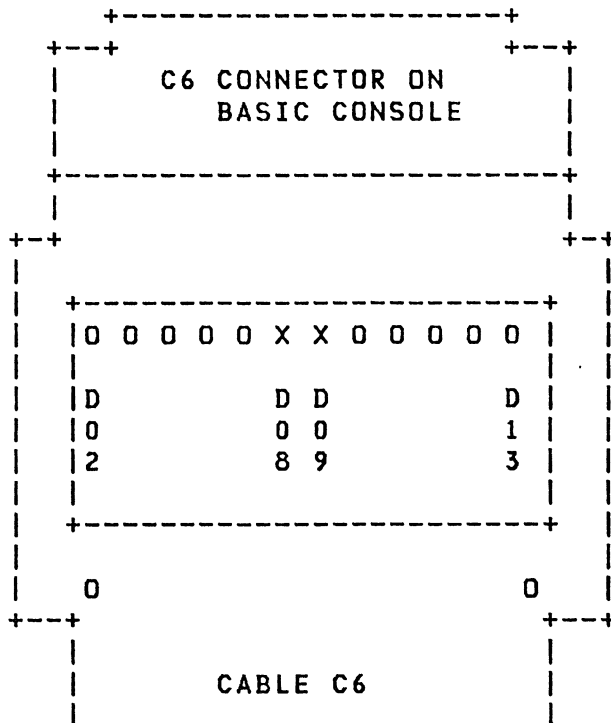 C6 CONNECTOR ON
BASIC CONSOLE
O O O O O X X O O O O O
D D D D
0 0 0 1
2 8 9 3
O O
CABLE C6